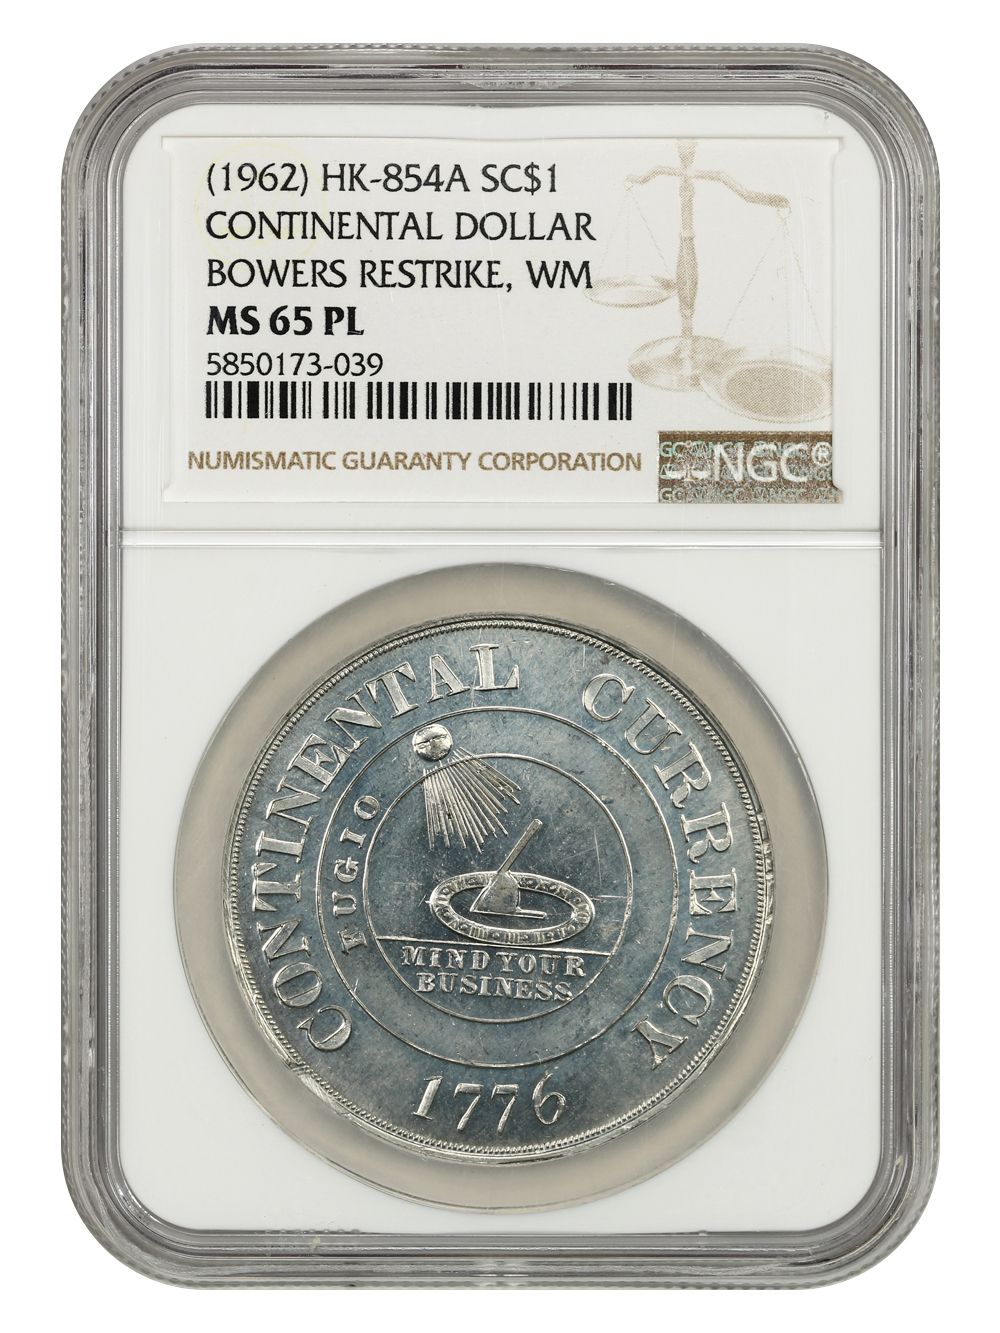 (1962) HK-854A SC$1
CONTINENTAL DOLLAR
BOWERS RESTRIKE, WM
MS 65 PL
5850173-039
NUMISMATIC GUARANTY CORPORATION
NGC®
CONTINENTAL CURRENCY
FUGIO
MIND YOUR
BUSINESS
1776